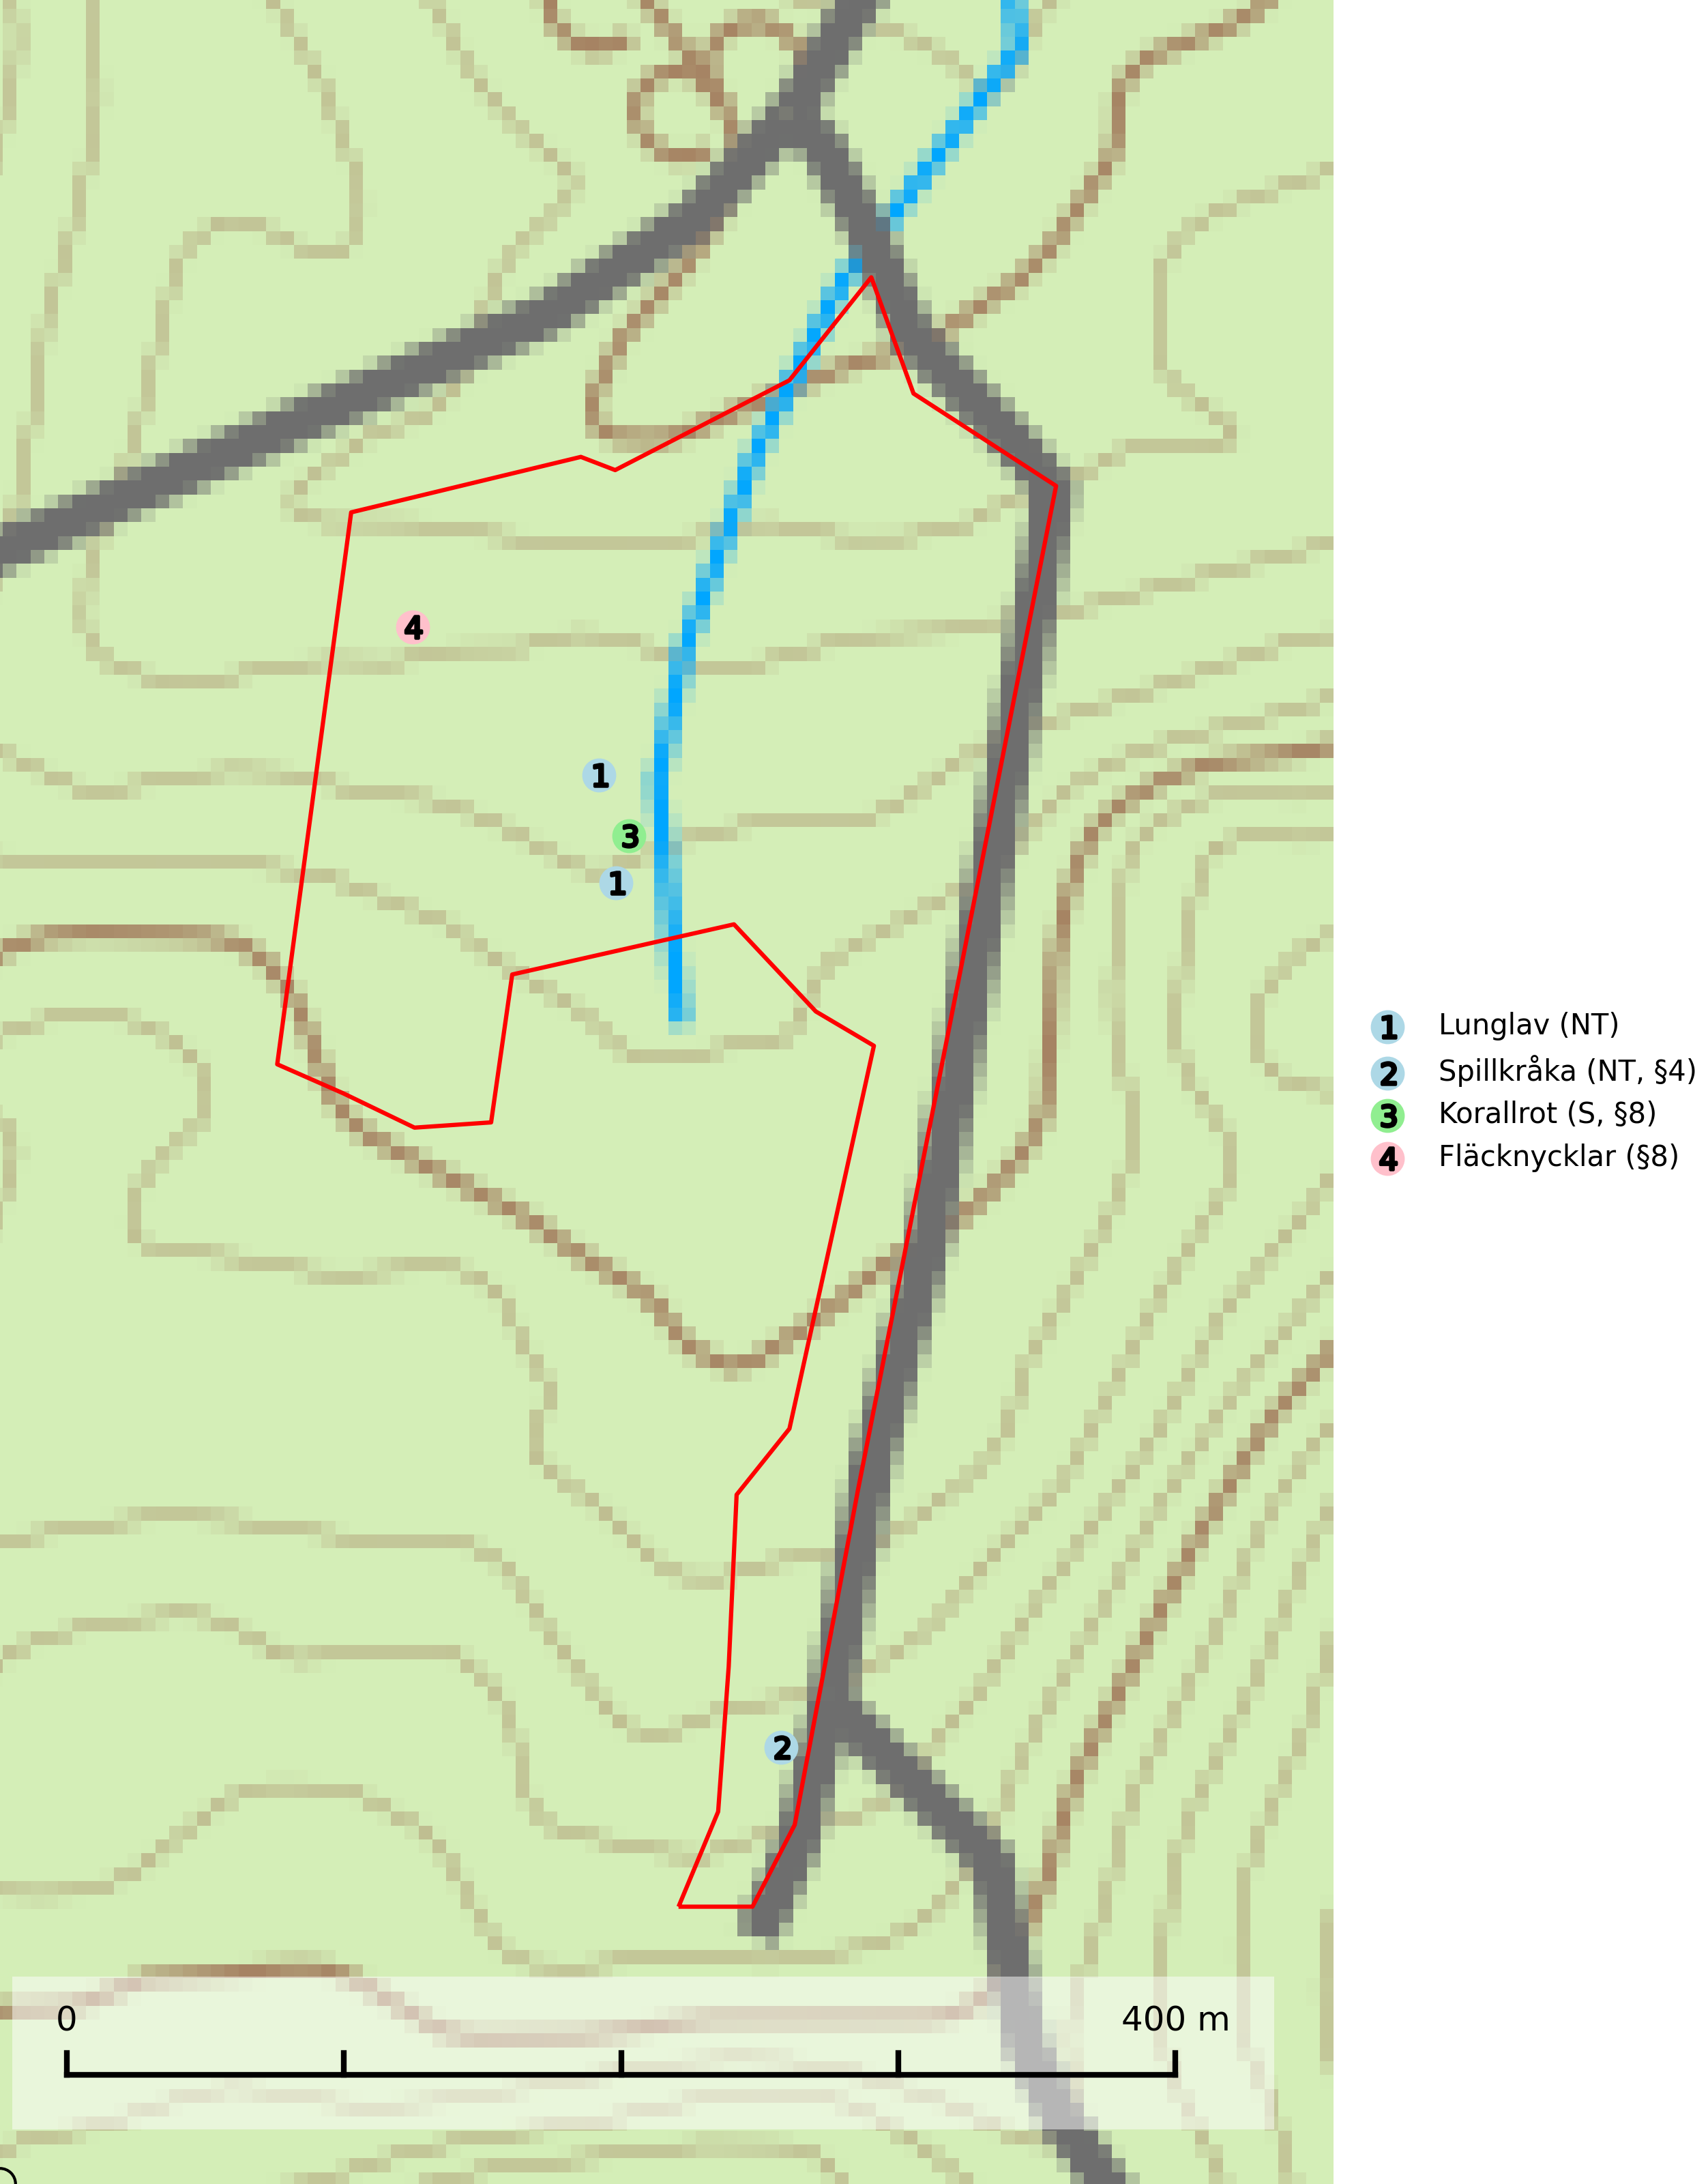 4
1
3
1
2
1 Lunglav (NT)
2 Spillkråka (NT, §4)
3 Korallrot (S, §8)
4 Fläcknycklar (§8)
0 400 m